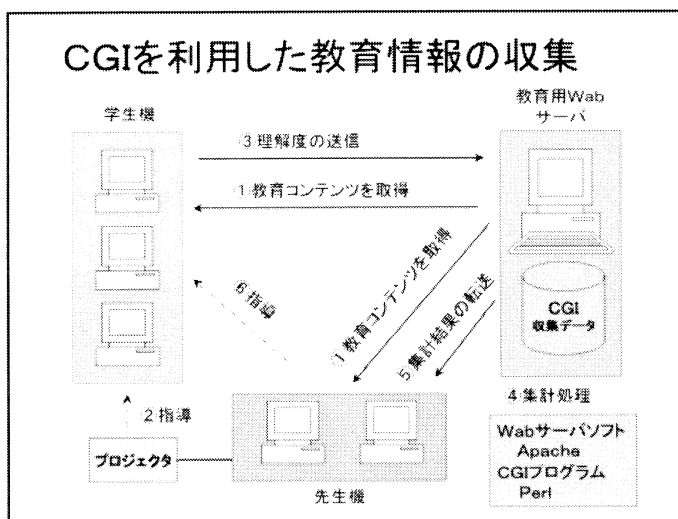 CGIを利用した教育情報の収集
学生機
教育用Wab
サーバ
③理解度の送信
①教育コンテンツを取得
①教育コンテンツを取得
5 集計結果の転送
⑥指導
CGI
収集データ
4 集計処理
2 指導
プロジェクタ
先生機
Wabサーバソフト
Apache
CGIプログラム
Perl